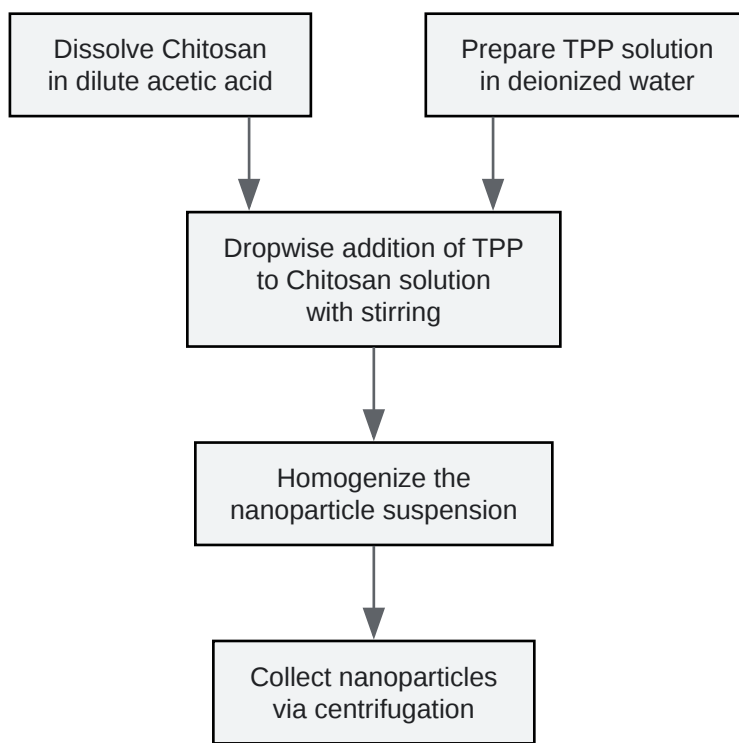 Dissolve Chitosan
in dilute acetic acid
Prepare TPP solution
in deionized water
Dropwise addition of TPP
to Chitosan solution
with stirring
Homogenize the
nanoparticle suspension
Collect nanoparticles
via centrifugation